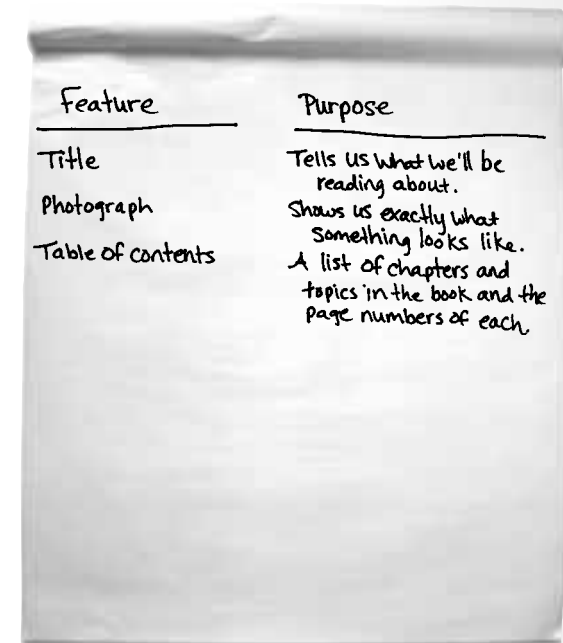 Feature Purpose
Title Tells us what we'll be
reading about.
Photograph Shows us exactly what
something looks like.
Table of contents A list of chapters and
topics in the book and the
page numbers of each